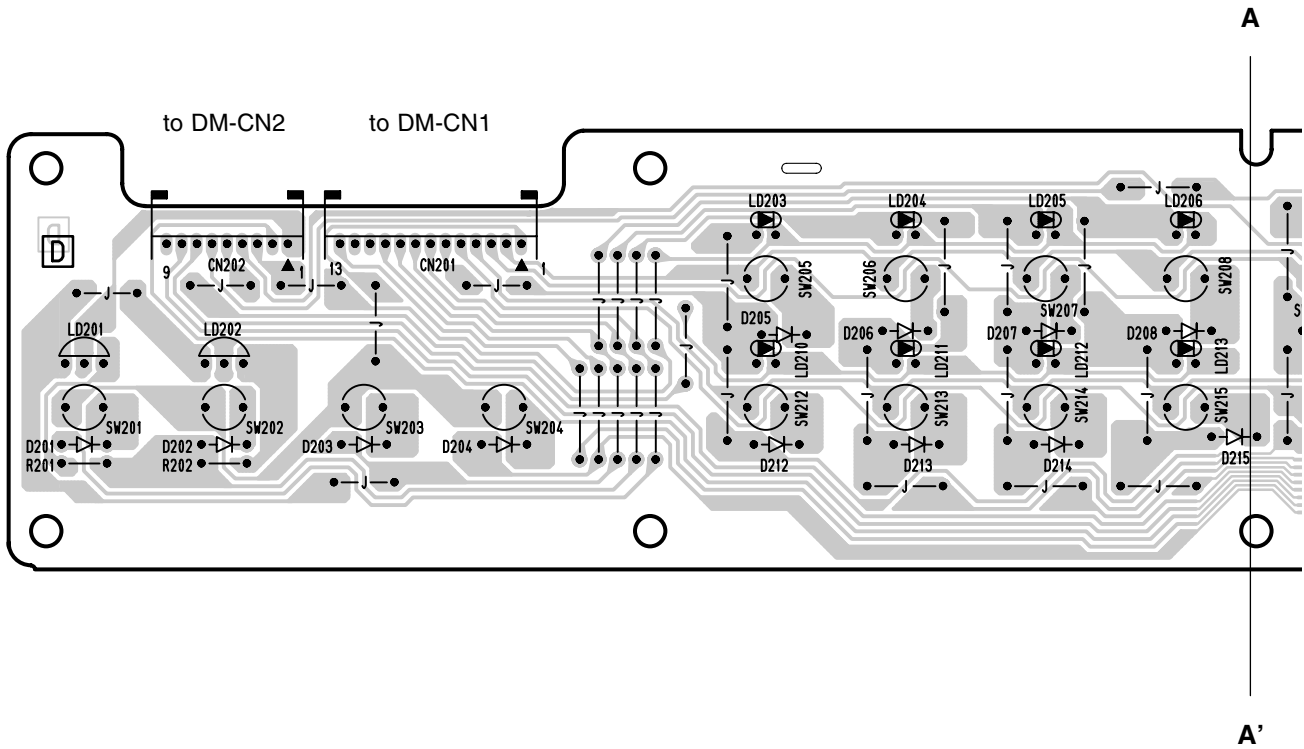 A
to DM-CN2 to DM-CN1
LD203 LD204 LD205 LD206
D
9 CN202 1 13 CN201 1
SW205 SW206 SW207 SW208
J J J J
LD201 LD202
D205 D206 D207 D208
LD210 LD211 LD212 LD213
SW201 SW202 SW203 SW204
SW212 SW213 SW214 SW215
D201 D202 D203 D204
R201 R202
D212 D213 D214 D215
J J J J
A'